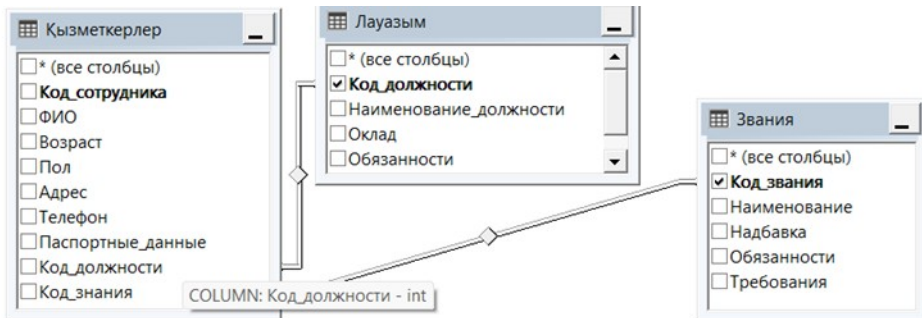 Қызметкерлер
* (все столбцы)
Код_сотрудника
ФИО
Возраст
Пол
Адрес
Телефон
Паспортные_данные
Код_должности
Код_знания
COLUMN: Код_должности - int
Лауазым
* (все столбцы)
Код_должности
Наименование_должности
Оклад
Обязанности
Звания
* (все столбцы)
Код_звания
Наименование
Надбавка
Обязанности
Требования